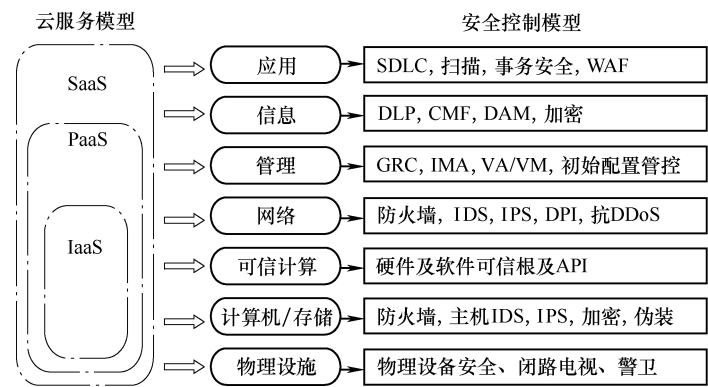 云服务模型
安全控制模型
SaaS
PaaS
IaaS
应用
SDLC, 扫描, 事务安全, WAF
信息
DLP, CMF, DAM, 加密
管理
GRC, IMA, VA/VM, 初始配置管控
网络
防火墙, IDS, IPS, DPI, 抗DDoS
可信计算
硬件及软件可信根及API
计算机/存储
防火墙, 主机IDS, IPS, 加密, 伪装
物理设施
物理设备安全、闭路电视、警卫